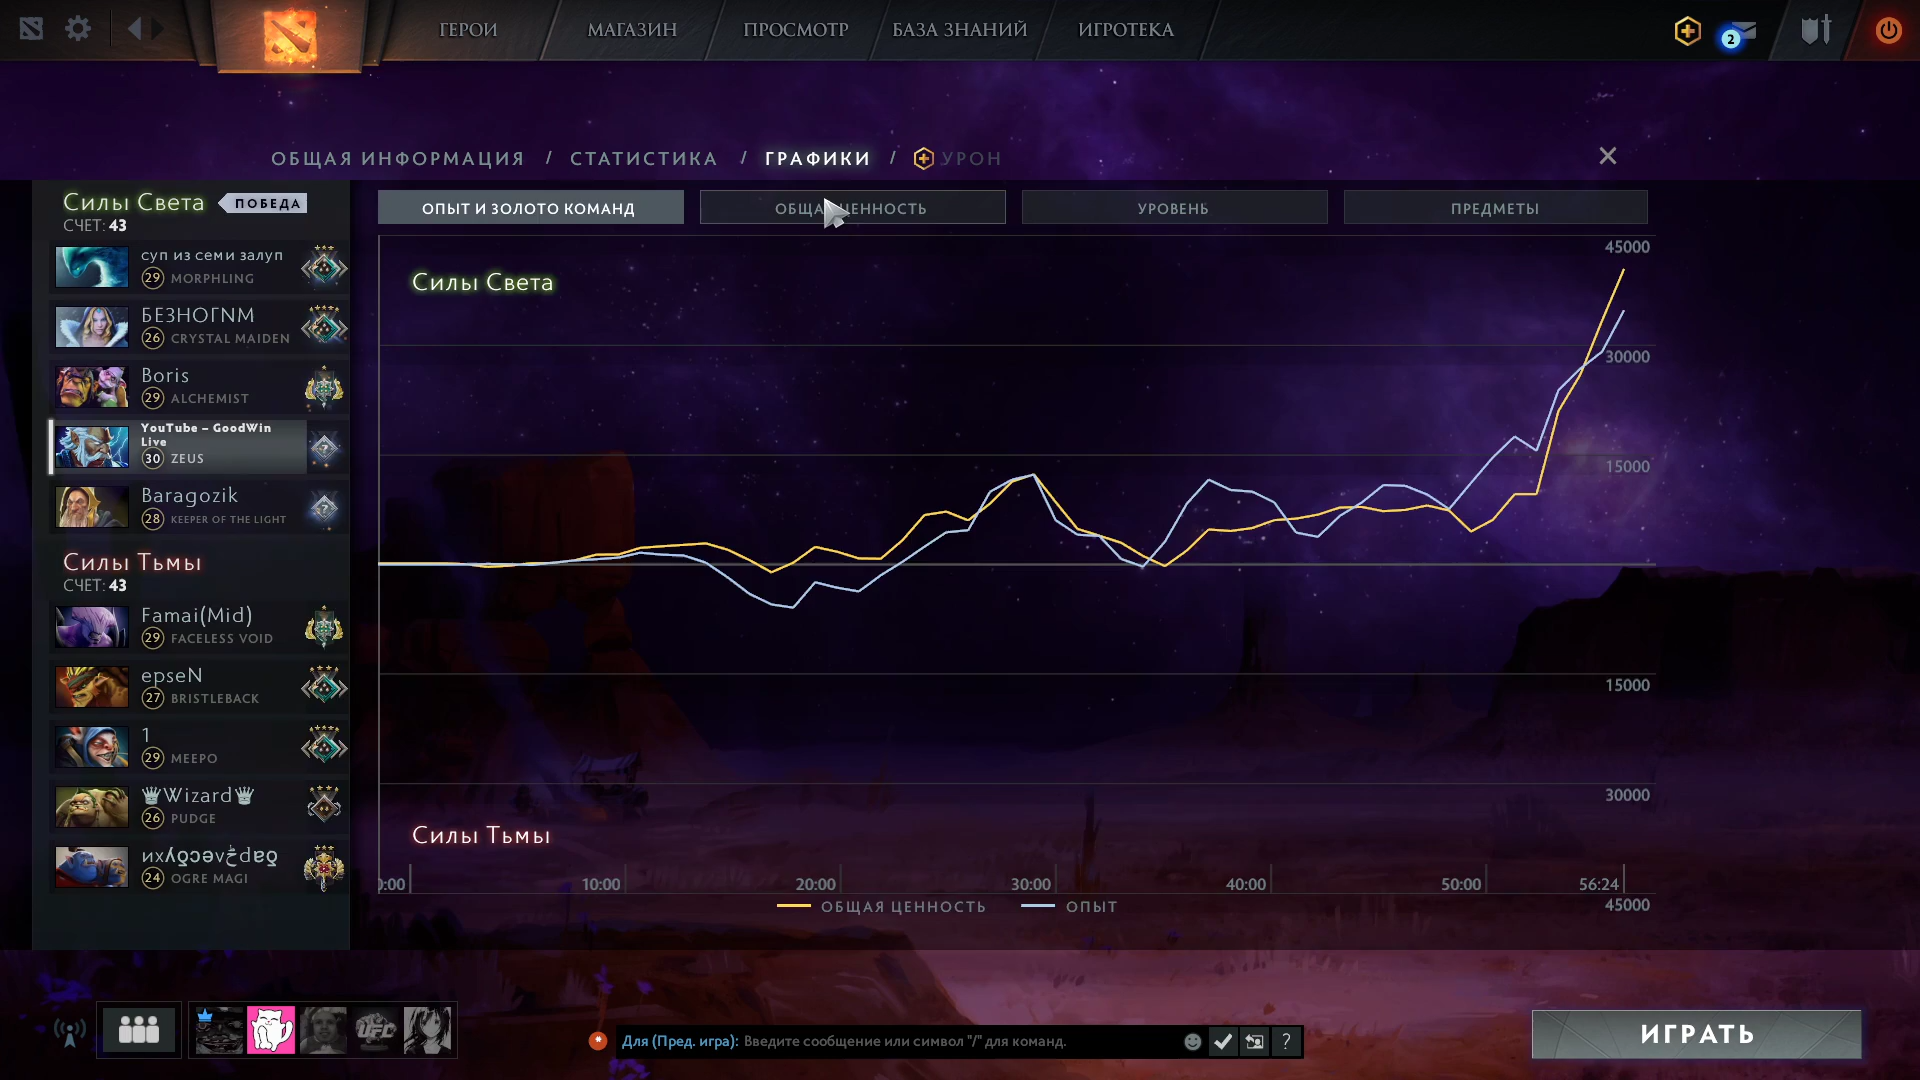 ГЕРОИ
МАГАЗИН
ПРОСМОТР
БАЗА ЗНАНИЙ
ИГРОТЕКА
2
ОБЩАЯ ИНФОРМАЦИЯ / СТАТИСТИКА / ГРАФИКИ / УРОН
Силы Света
ПОБЕДА
СЧЕТ: 43
суп из семи залуп
29 MORPHLING
БЕЗНОГNМ
26 CRYSTAL MAIDEN
Boris
29 ALCHEMIST
YouTube – GoodWin
Live
30 ZEUS
Baragozik
28 KEEPER OF THE LIGHT
Силы Тьмы
СЧЕТ: 43
Famai(Mid)
29 FACELESS VOID
epseN
27 BRISTLEBACK
1
29 MEEPO
♛Wizard♛
26 PUDGE
24 OGRE MAGI
ОПЫТ И ЗОЛОТО КОМАНД
ОБЩАЯ ЦЕННОСТЬ
УРОВЕНЬ
ПРЕДМЕТЫ
Силы Света
45000
30000
15000
15000
30000
Силы Тьмы
0:00
10:00
20:00
30:00
40:00
50:00
56:24
45000
ОБЩАЯ ЦЕННОСТЬ
ОПЫТ
UFC
Для (Пред. игра): Введите сообщение или символ "/" для команд.
?
ИГРАТЬ